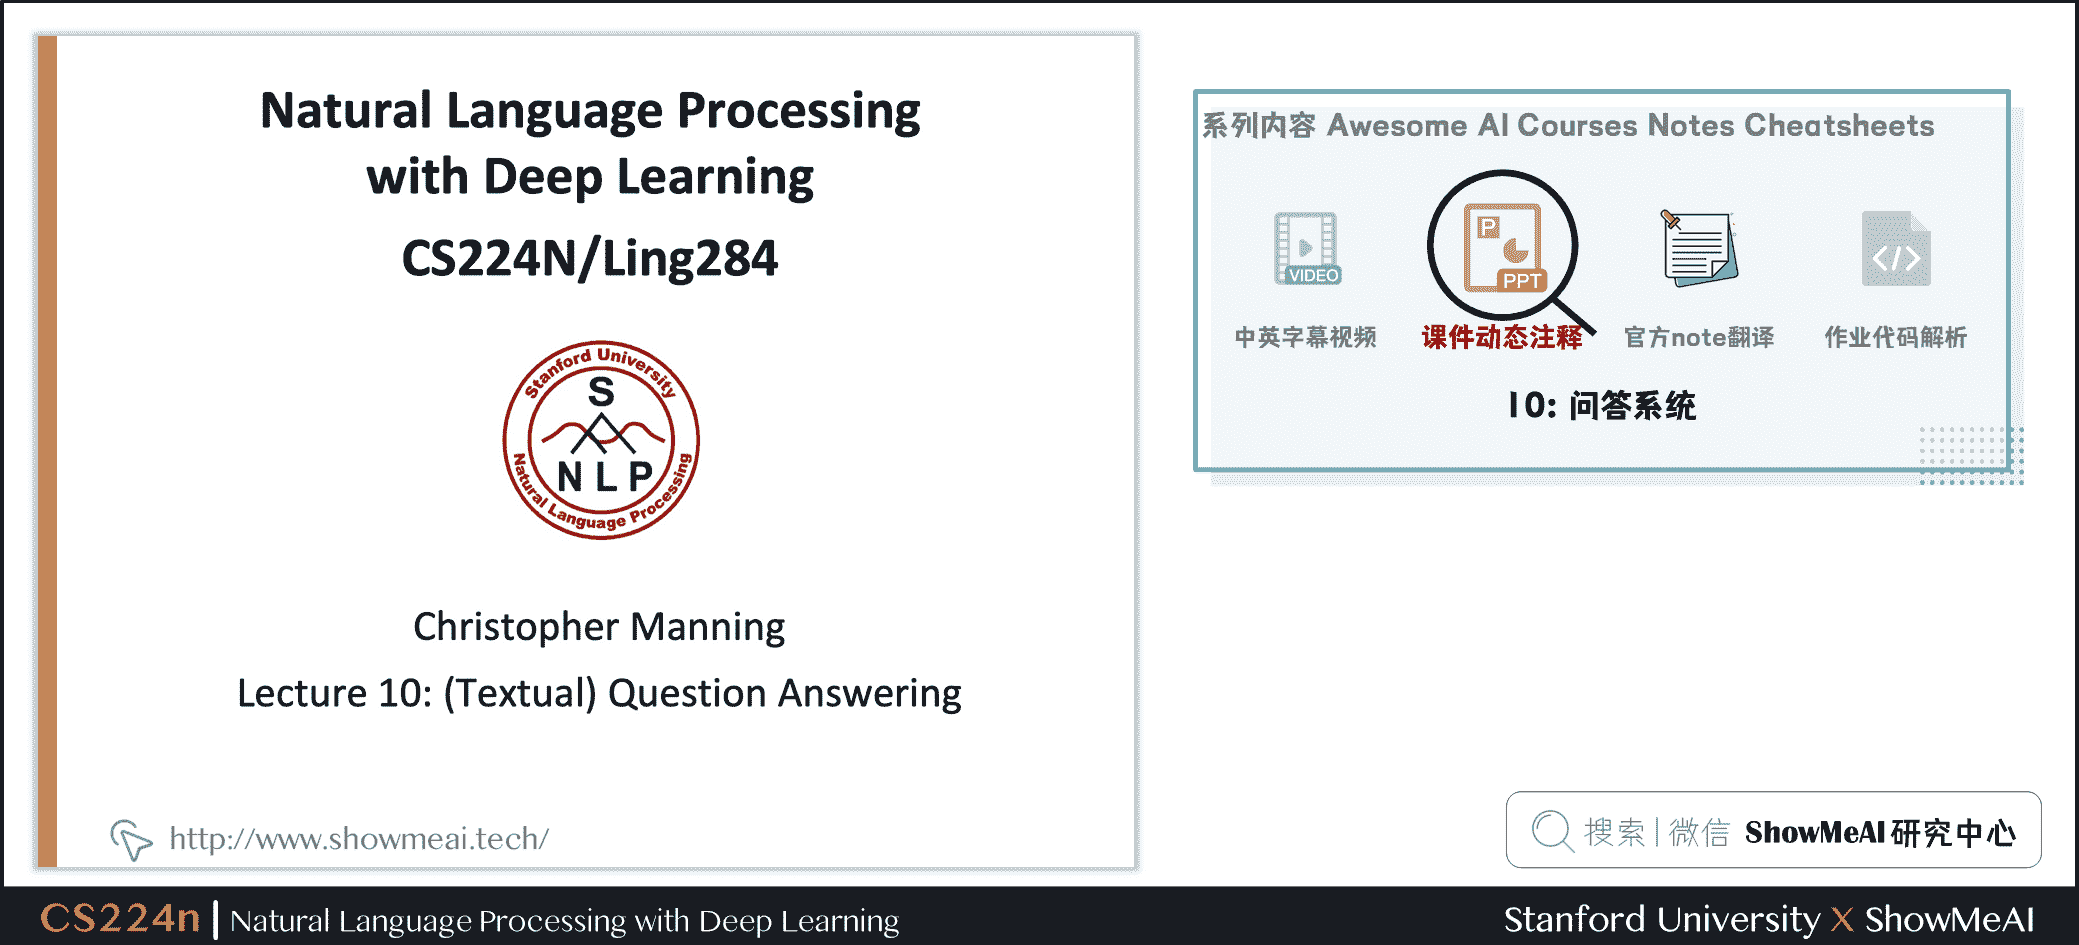 Natural Language Processing
with Deep Learning
CS224N/Ling284
Stanford University
S
NLP
Natural Language Processing
Christopher Manning
Lecture 10: (Textual) Question Answering
http://www.showmeai.tech/
系列内容 Awesome AI Courses Notes Cheatsheets
VIDEO
P
PPT
</>
中英字幕视频
课件动态注释
官方note翻译
作业代码解析
10: 问答系统
搜索 | 微信 ShowMeAI 研究中心
CS224n | Natural Language Processing with Deep Learning
Stanford University X ShowMeAI